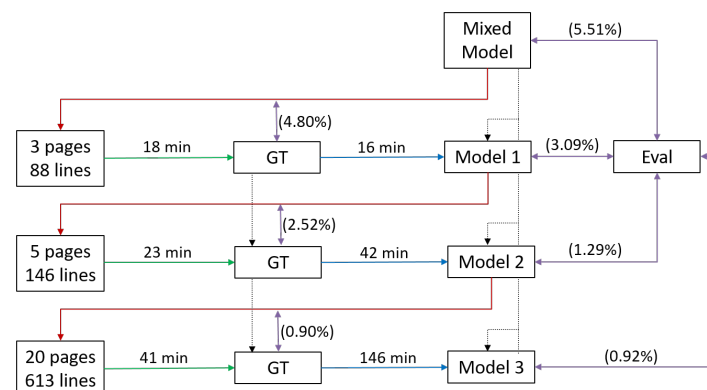 Mixed
Model
(5.51%)
(4.80%)
3 pages
88 lines
18 min
GT
16 min
Model 1
(3.09%)
Eval
(2.52%)
5 pages
146 lines
23 min
GT
42 min
Model 2
(1.29%)
(0.90%)
20 pages
613 lines
41 min
GT
146 min
Model 3
(0.92%)